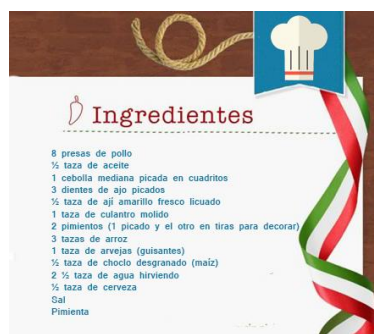 Ingredientes
8 presas de pollo
½ taza de aceite
1 cebolla mediana picada en cuadritos
3 dientes de ajo picados
½ taza de ají amarillo fresco licuado
1 taza de culantro molido
2 pimientos (1 picado y el otro en tiras para decorar)
3 tazas de arroz
1 taza de arvejas (guisantes)
½ taza de choclo desgranado (maíz)
2 ½ taza de agua hirviendo
½ taza de cerveza
Sal
Pimienta